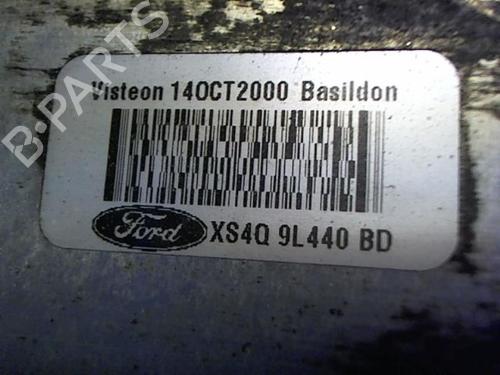 B-PARTS
Visteon 14OCT2000 Basildon
Ford XS4Q 9L440 BD